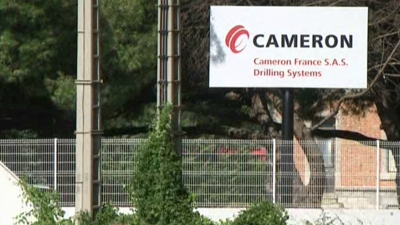 CAMERON
Cameron France S.A.S.
Drilling Systems